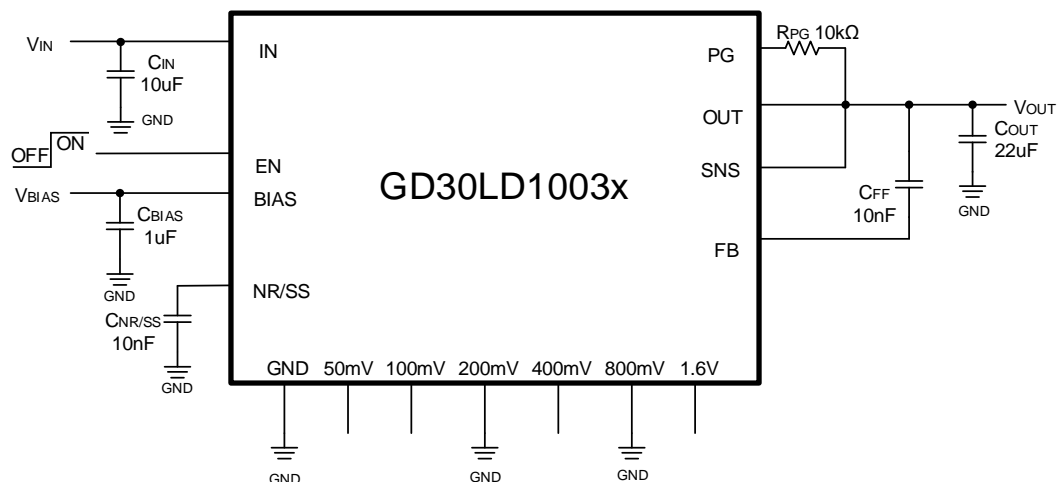 VIN
IN
CIN
10uF
GND
OFF ON
EN
VBIAS
BIAS
CBIAS
1uF
GND
NR/SS
CNR/SS
10nF
GND
GD30LD1003x
PG
RPG 10kΩ
OUT
VOUT
SNS
COUT
22uF
GND
CFF
10nF
FB
GND 50mV 100mV 200mV 400mV 800mV 1.6V
GND GND GND